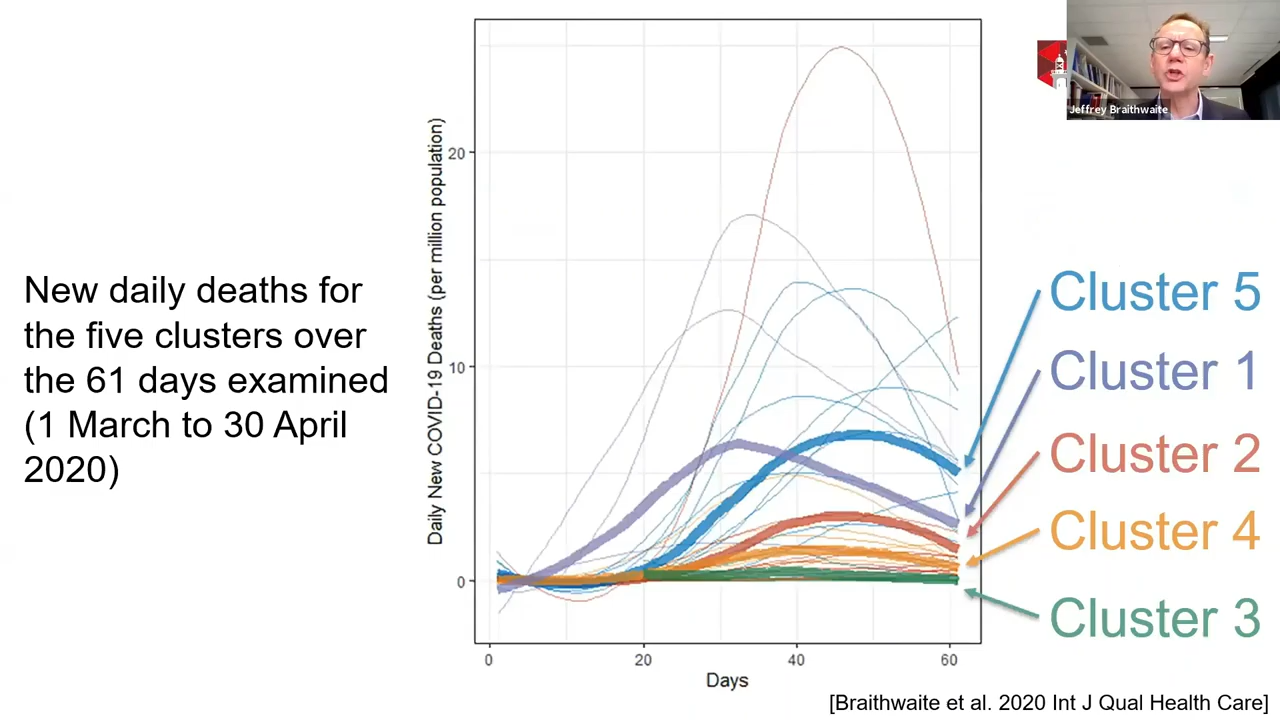 Jeffrey Braithwaite
New daily deaths for
the five clusters over
the 61 days examined
(1 March to 30 April
2020)
Daily New COVID-19 Deaths (per million population)
20
10
0
0 20 40 60
Days
Cluster 5
Cluster 1
Cluster 2
Cluster 4
Cluster 3
[Braithwaite et al. 2020 Int J Qual Health Care]